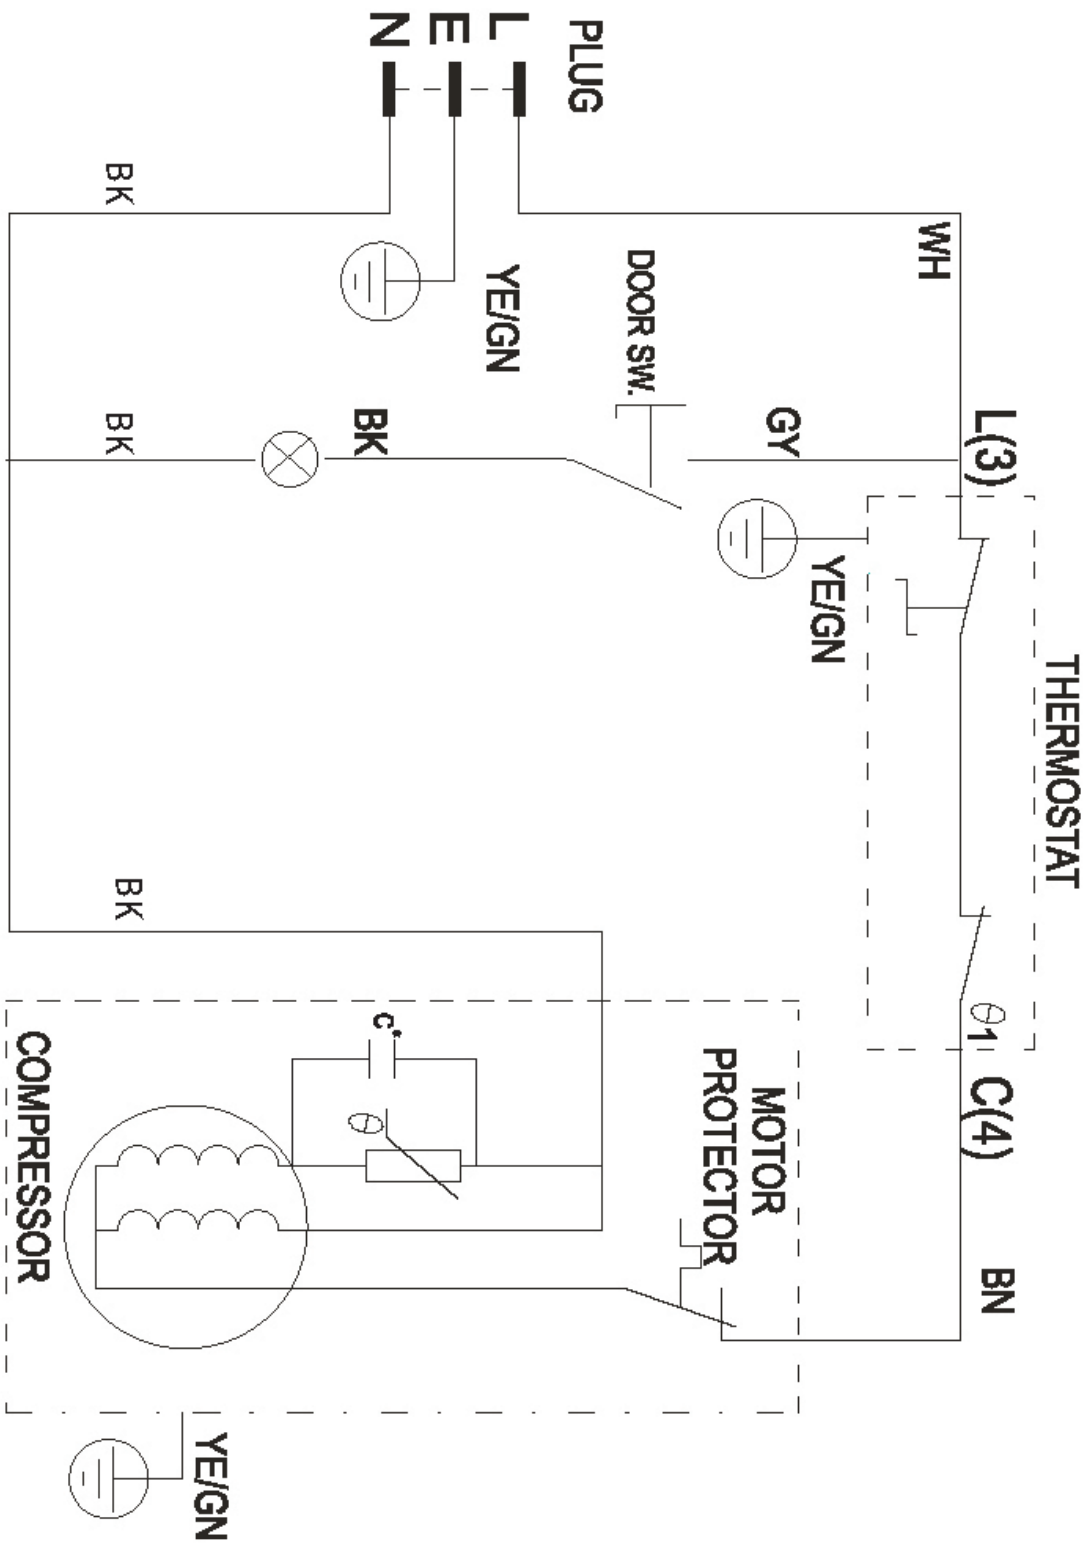 THERMOSTAT
L(3)
θ1
C(4)
WH
BN
YE/GN
GY
PLUG
DOOR SW.
MOTOR
PROTECTOR
L
E
N
YE/GN
BK
C*
θ
BK
BK
BK
COMPRESSOR
YE/GN